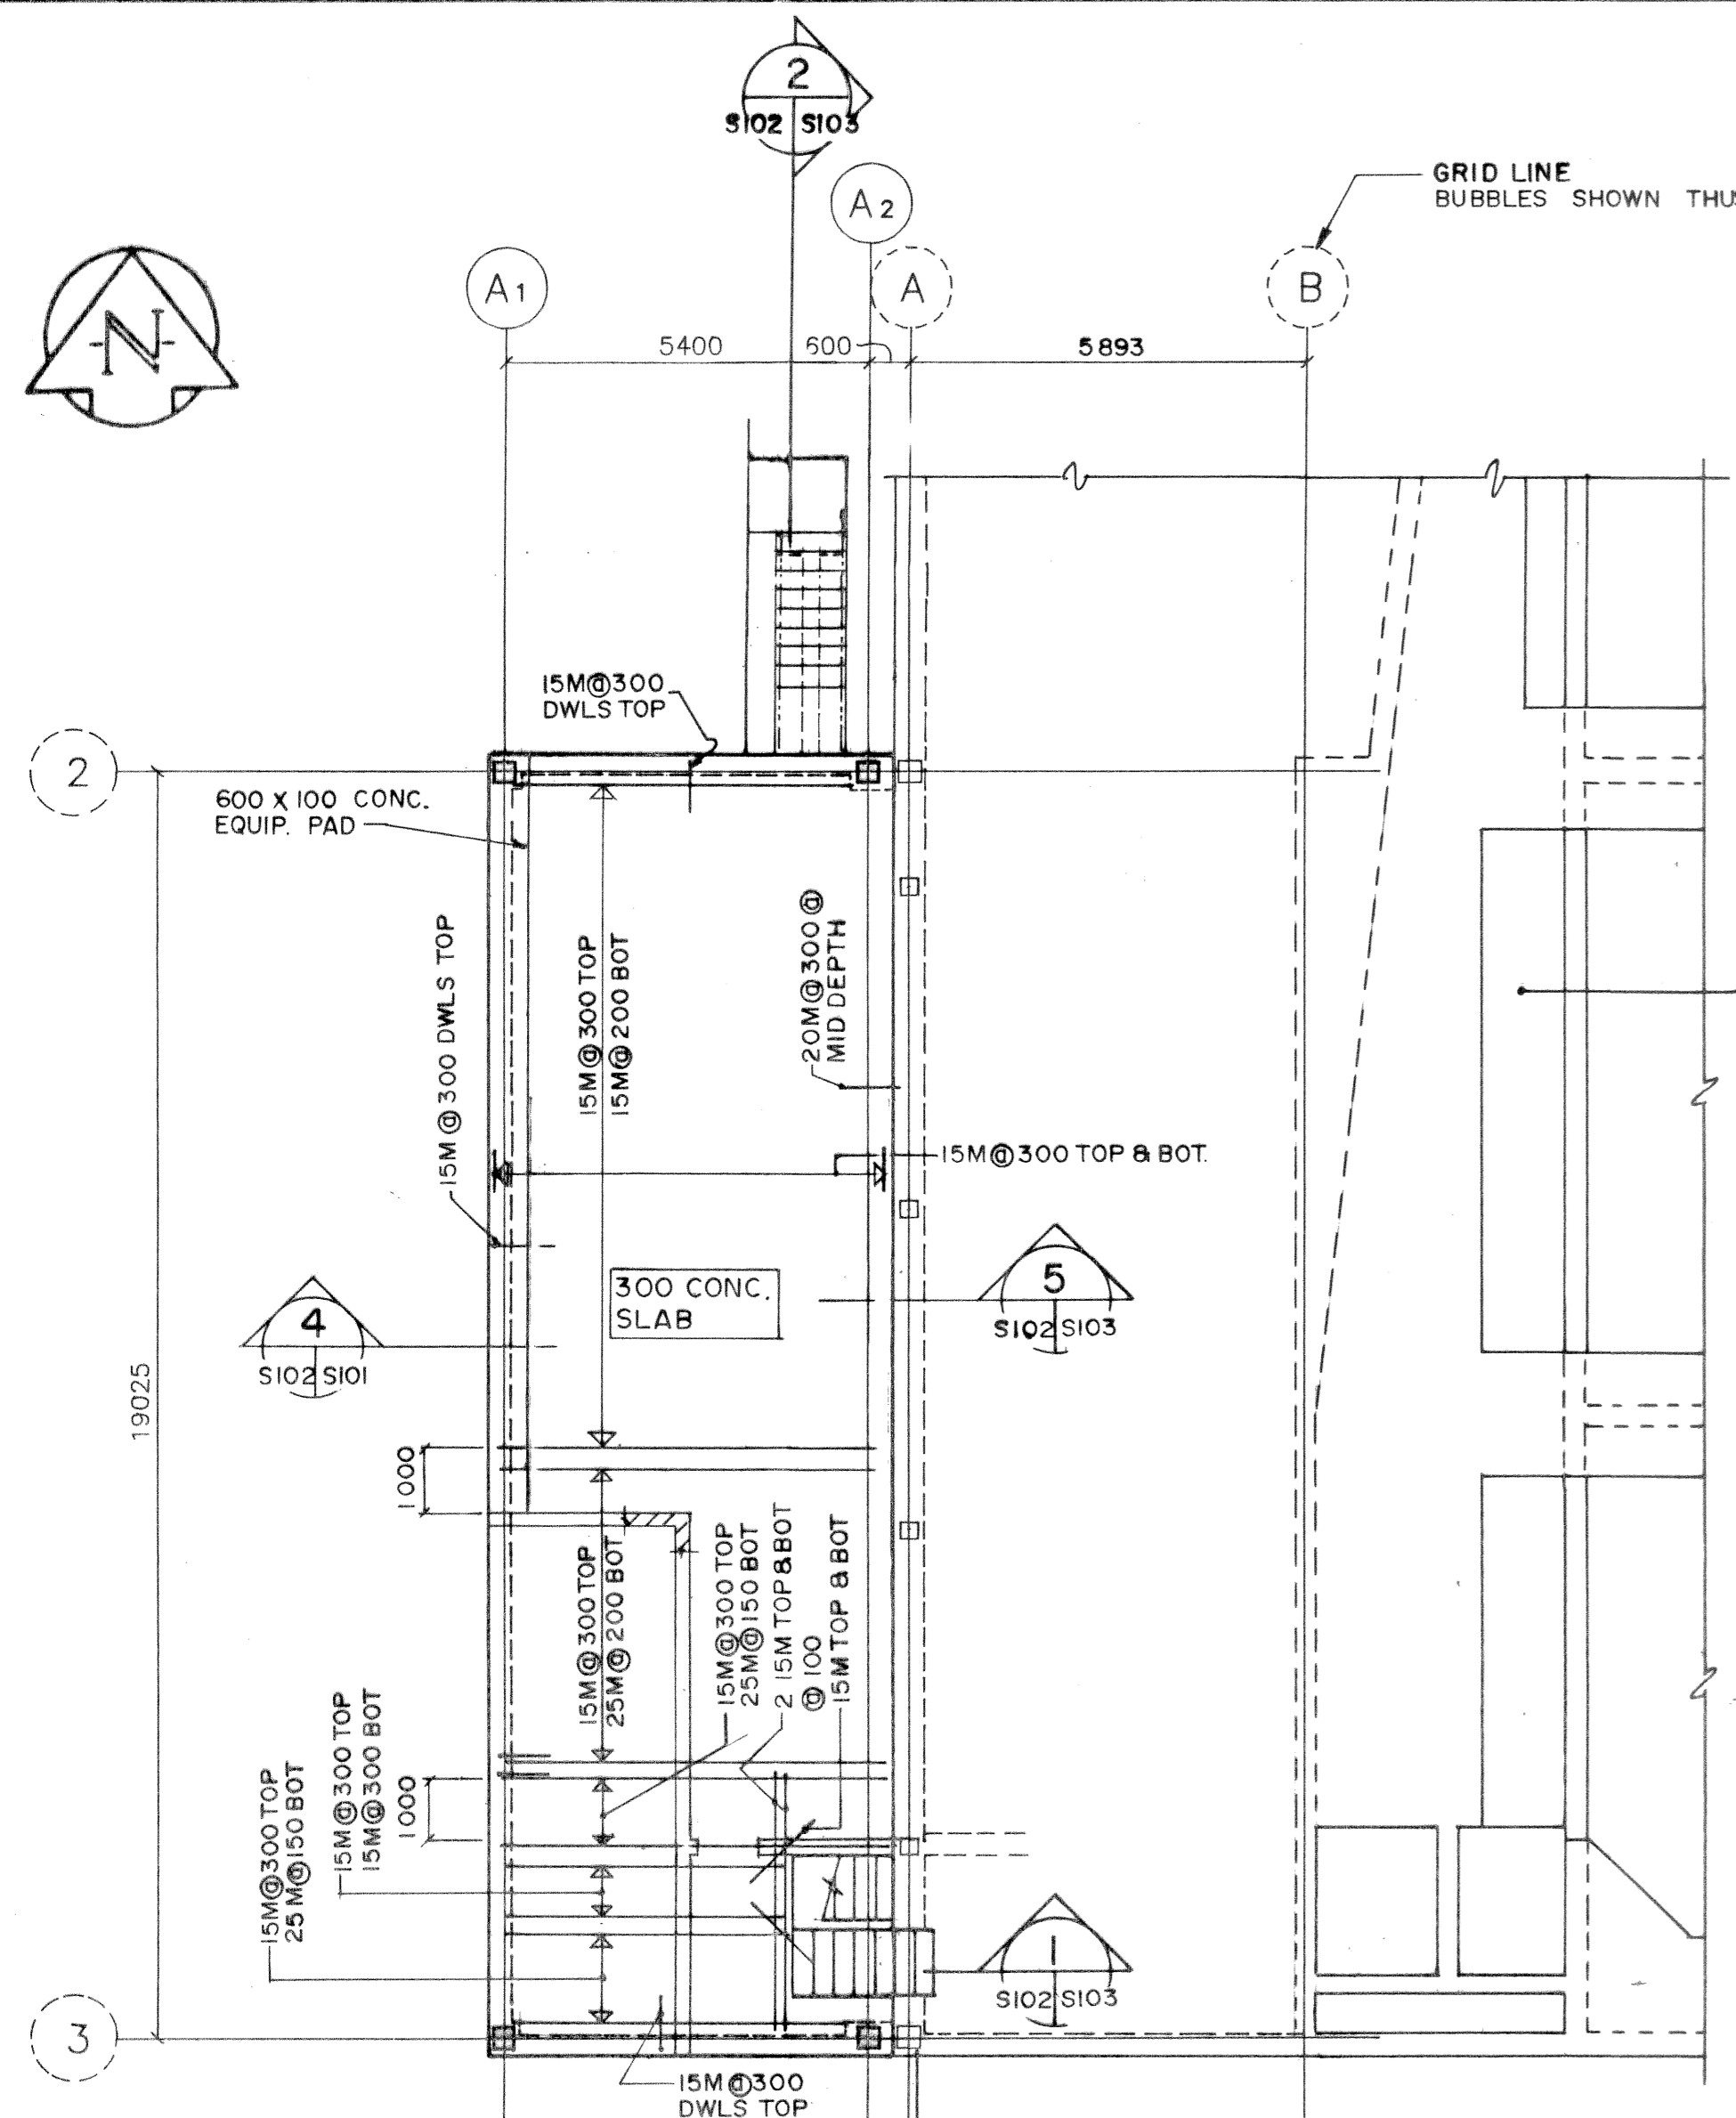 2
S102 S103
A2
GRID LINE
BUBBLES SHOWN
A1
A
B
N
5400
600
5893
15M@300
DWLS TOP
2
600 X 100 CONC.
EQUIP. PAD
15M@300 DWLS TOP
15M@300 TOP
15M@200 BOT
20M@300@
MID DEPTH
15M@300 TOP & BOT.
300 CONC.
SLAB
5
S102 S103
4
S102 S101
19025
1000
15M@300 TOP
25M@200 BOT
15M@300 TOP
25M@150 BOT
2 15M TOP&BOT
@ 100
15M TOP & BOT
15M@300 TOP
15M@300 BOT
1000
15M@300 TOP
25M@150 BOT
1
S102 S103
3
15M@300
DWLS TOP